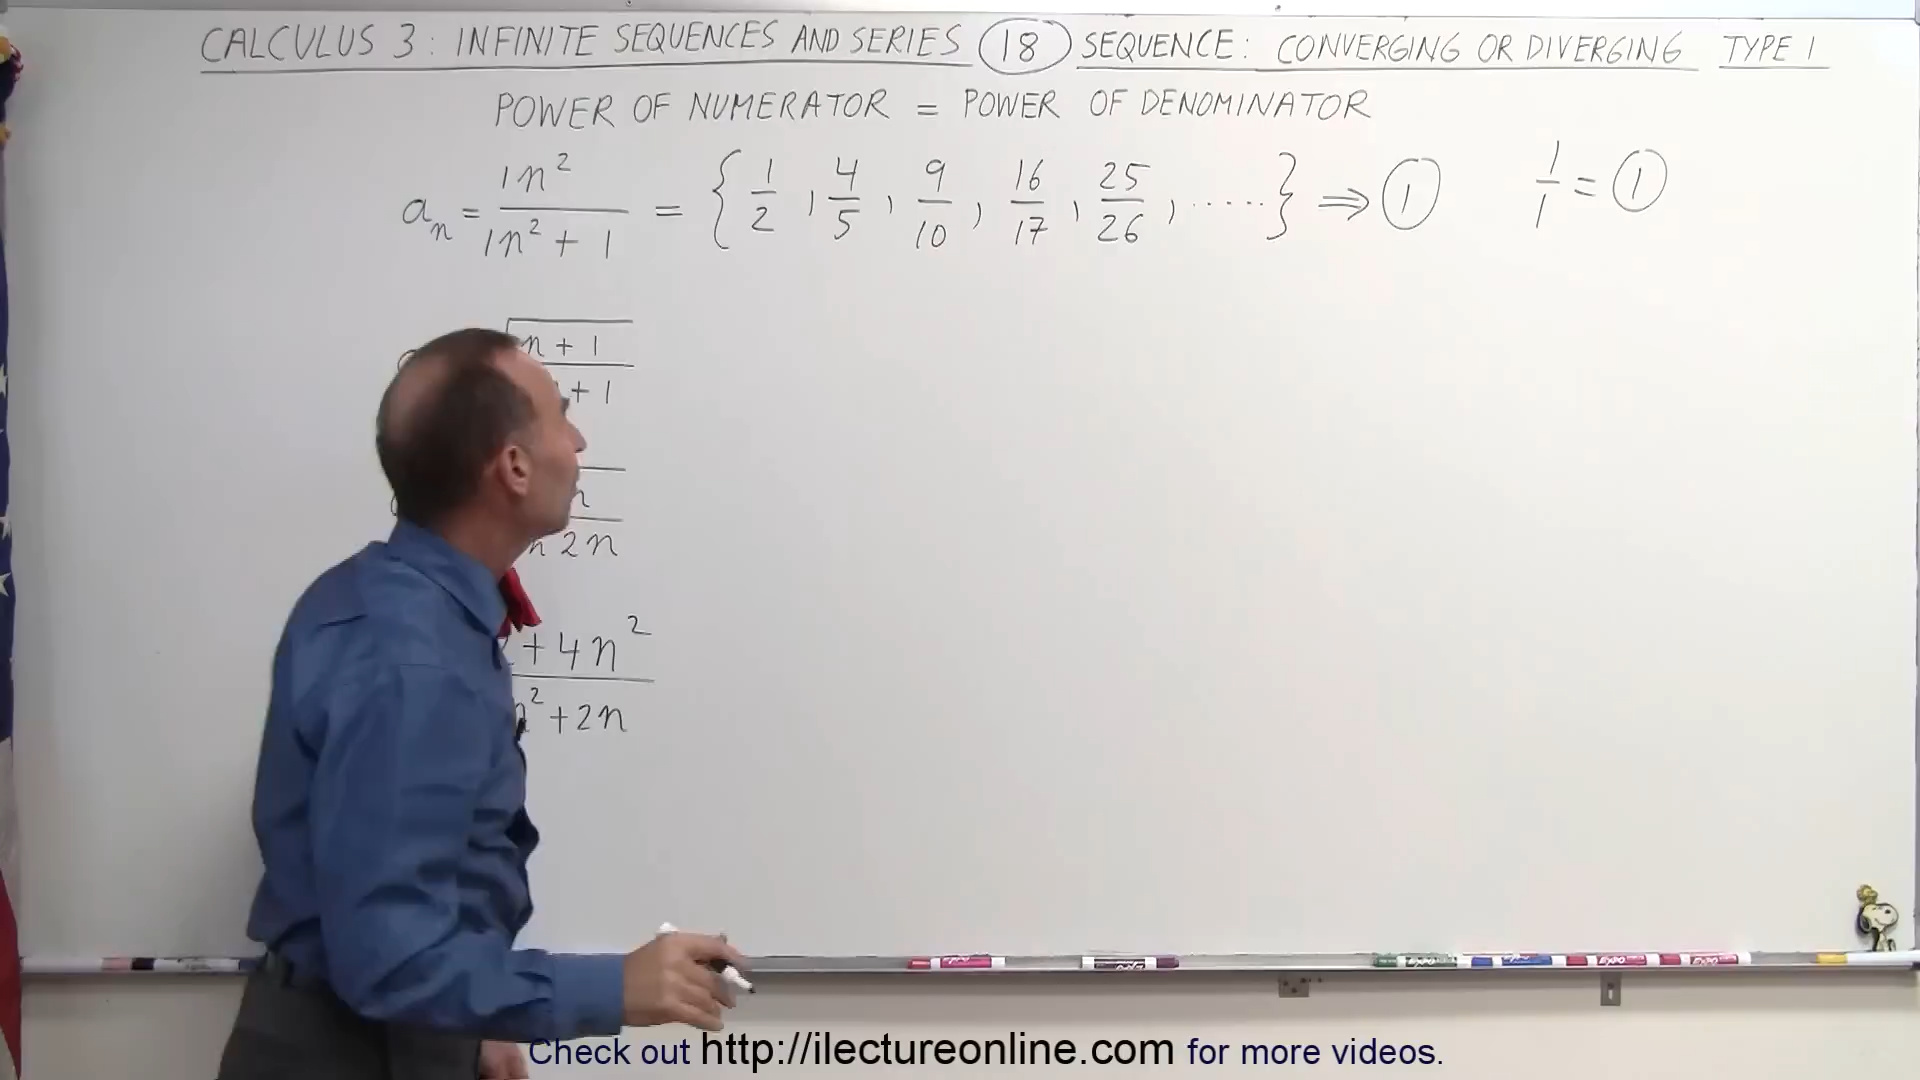 CALCULUS 3: INFINITE SEQUENCES AND SERIES 18 SEQUENCE: CONVERGING OR DIVERGING TYPE 1
POWER OF NUMERATOR = POWER OF DENOMINATOR
aₙ = 1n² / (1n² + 1) = { 1/2, 4/5, 9/10, 16/17, 25/26, ..... } ⇒ 1 1/1 = 1
n + 1
+ 1
n
2n
+ 4n²
n² + 2n
Check out http://ilectureonline.com for more videos.